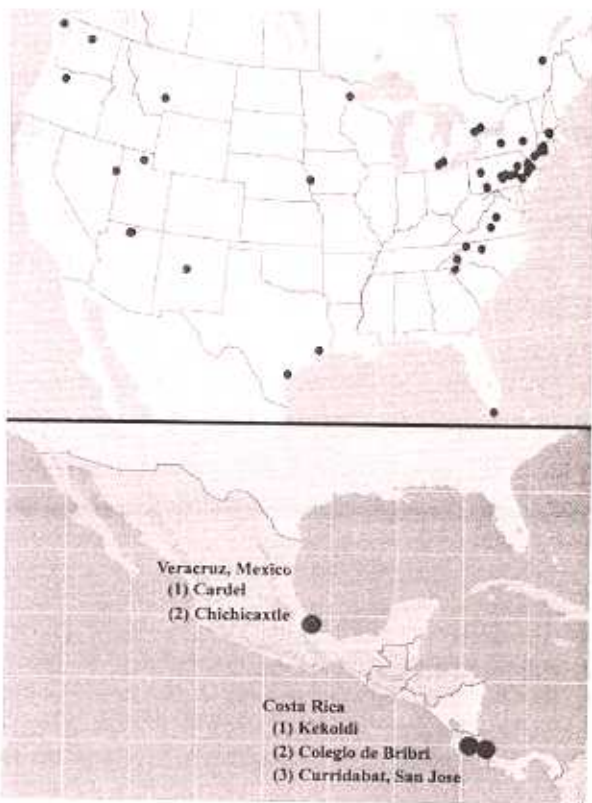 Veracruz, Mexico
(1) Cardel
(2) Chichicaxtle
Costa Rica
(1) Kekoldi
(2) Colegio de Bribri
(3) Curridabat, San Jose